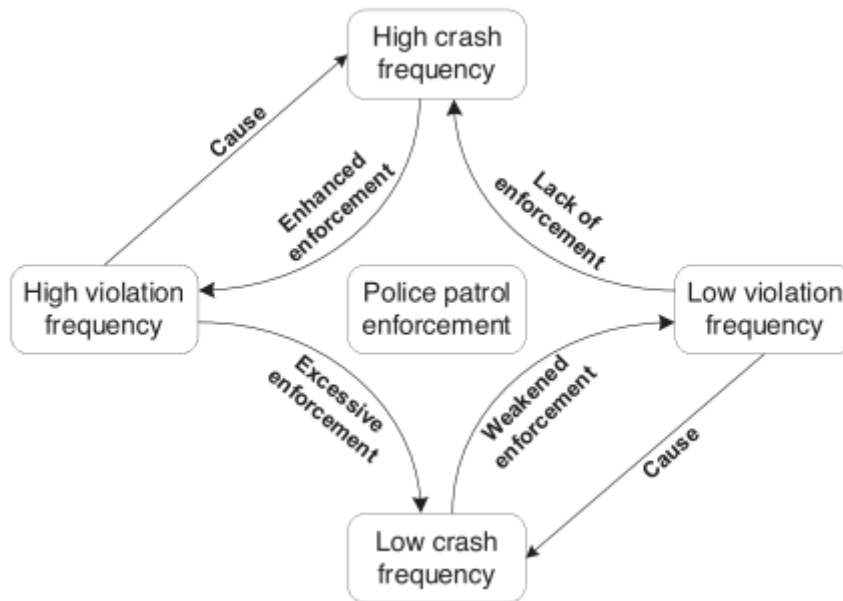 High crash
frequency
Cause
Enhanced
enforcement
Lack of
enforcement
High violation
frequency
Police patrol
enforcement
Low violation
frequency
Excessive
enforcement
Weakened
enforcement
Cause
Low crash
frequency